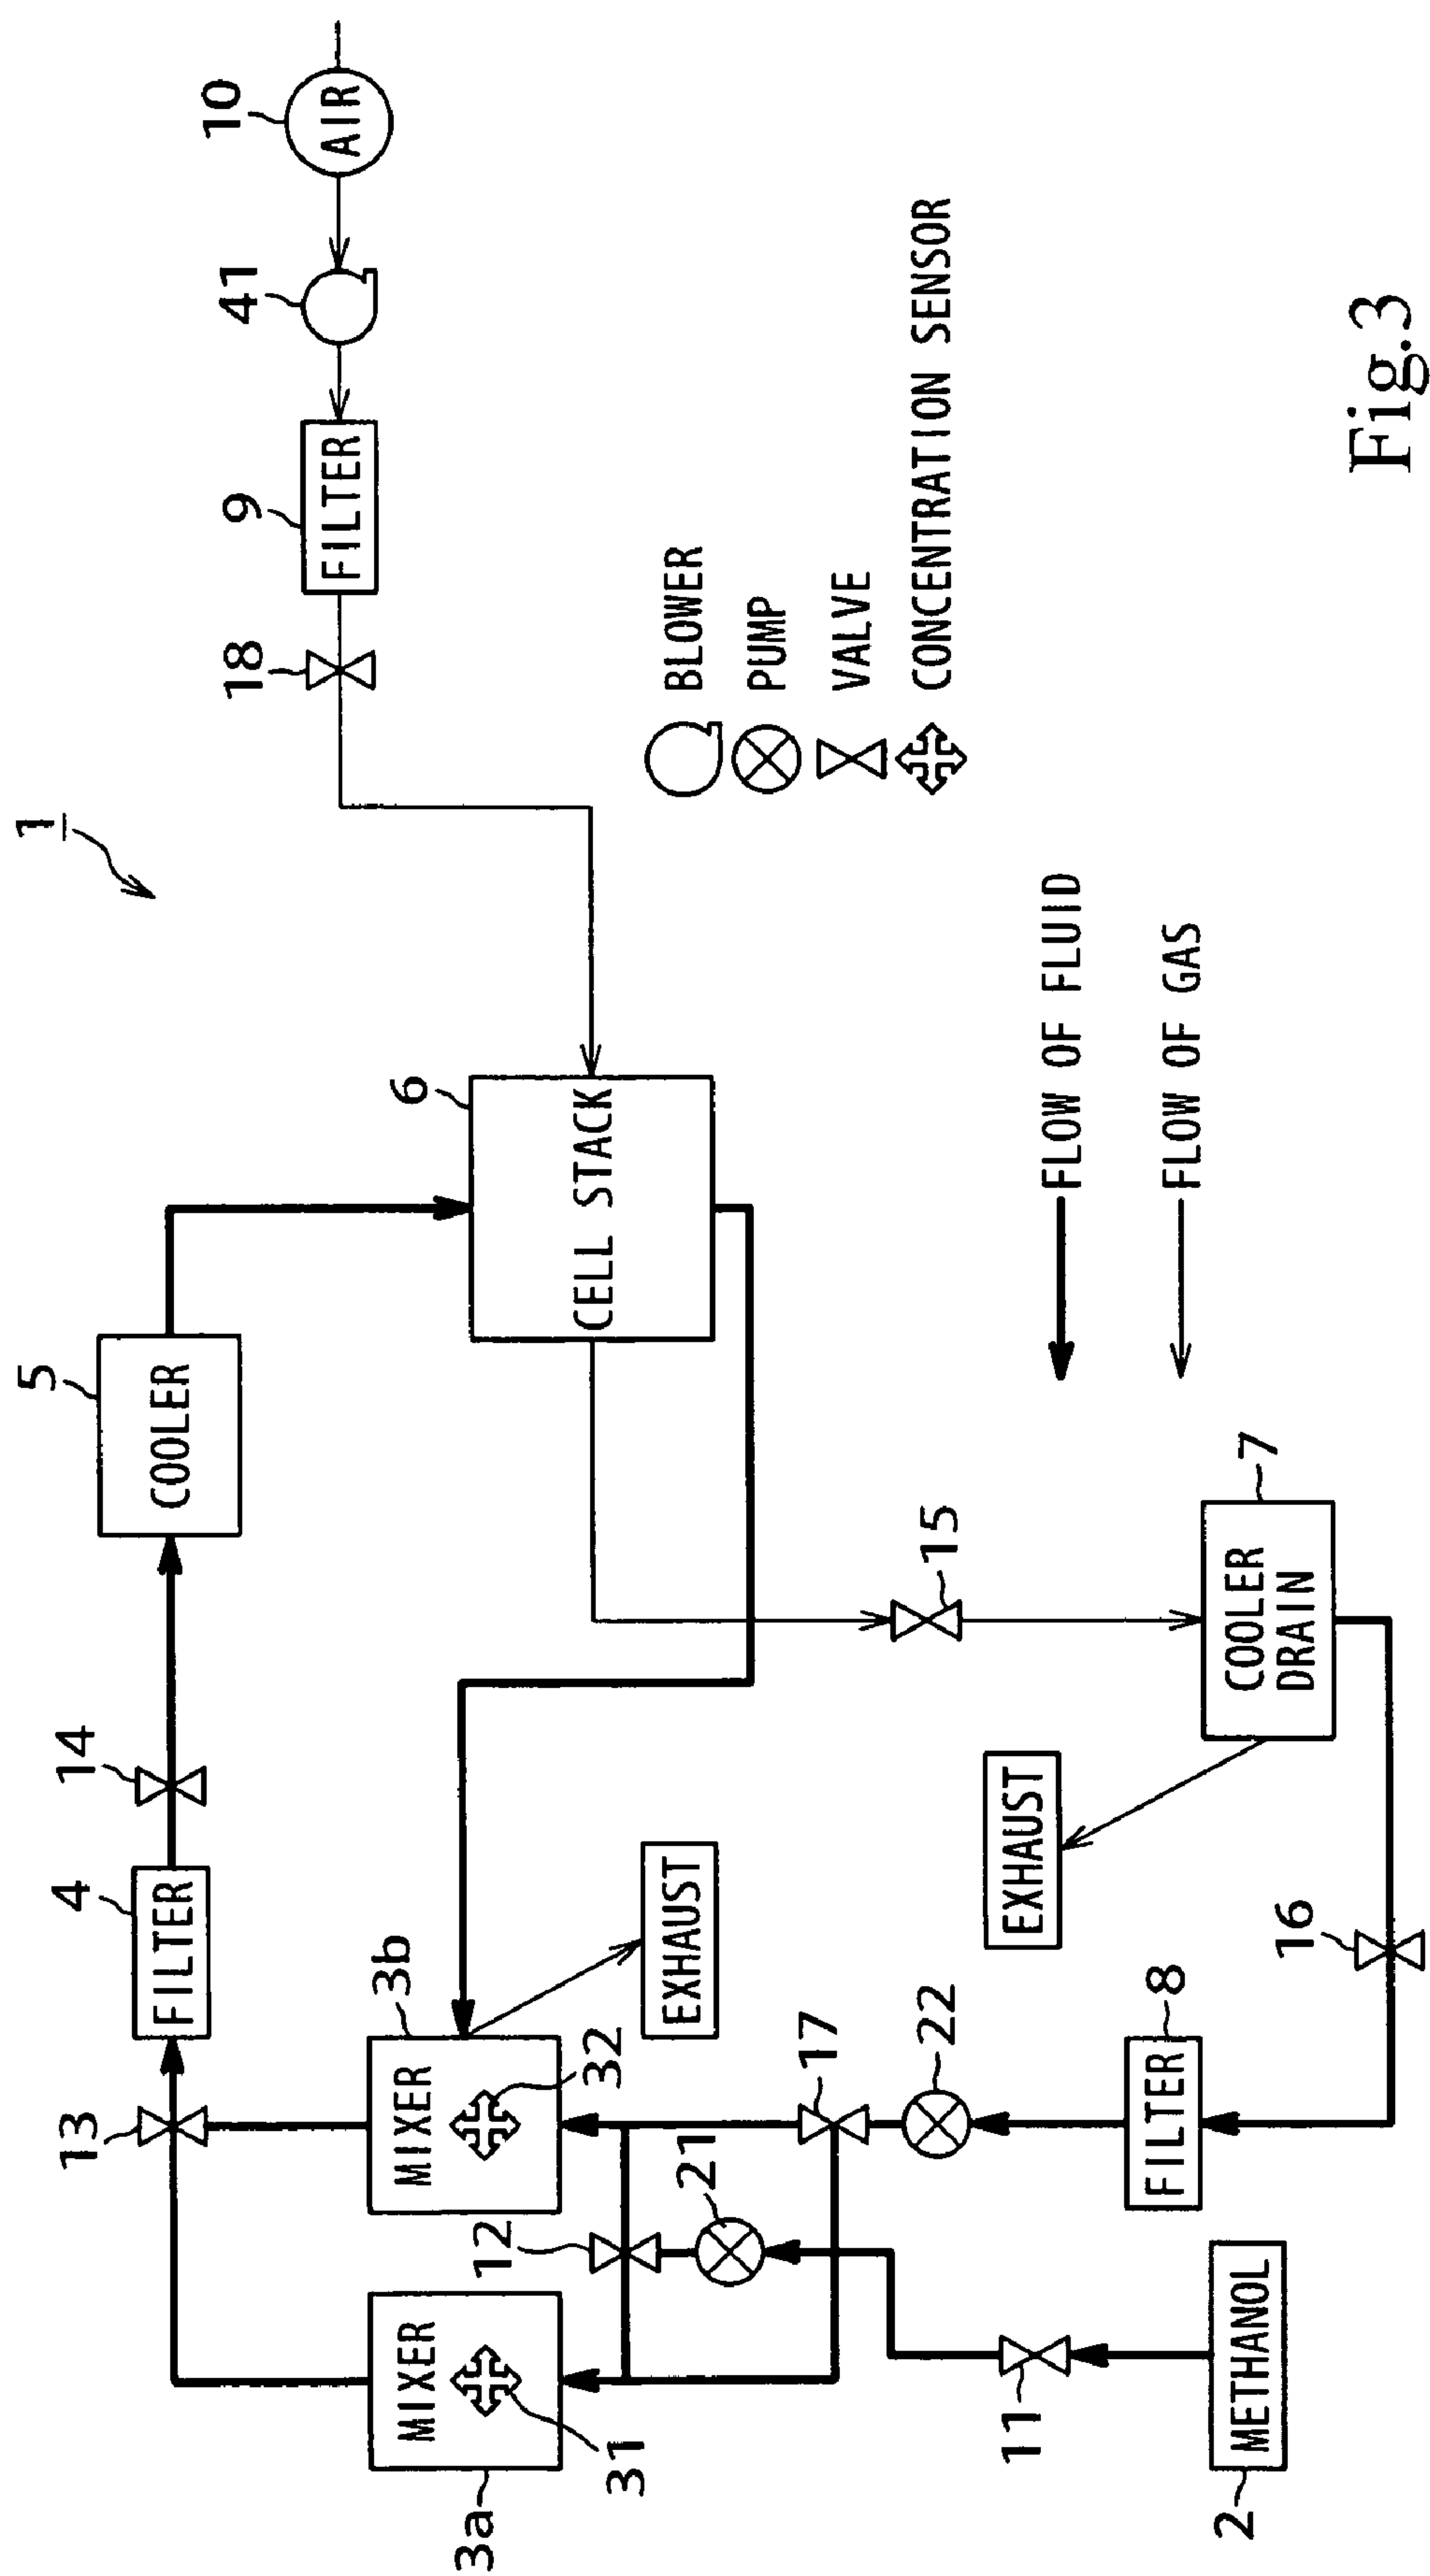 1
5
13
4
14
FILTER
COOLER
10
41
9
18
AIR
FILTER
3b
6
MIXER
MIXER
3a
31
32
CELL STACK
12
21
EXHAUST
BLOWER
PUMP
VALVE
CONCENTRATION SENSOR
17
22
15
11
EXHAUST
FLOW OF FLUID
FLOW OF GAS
8
FILTER
2
METHANOL
7
COOLER
DRAIN
16
Fig.3